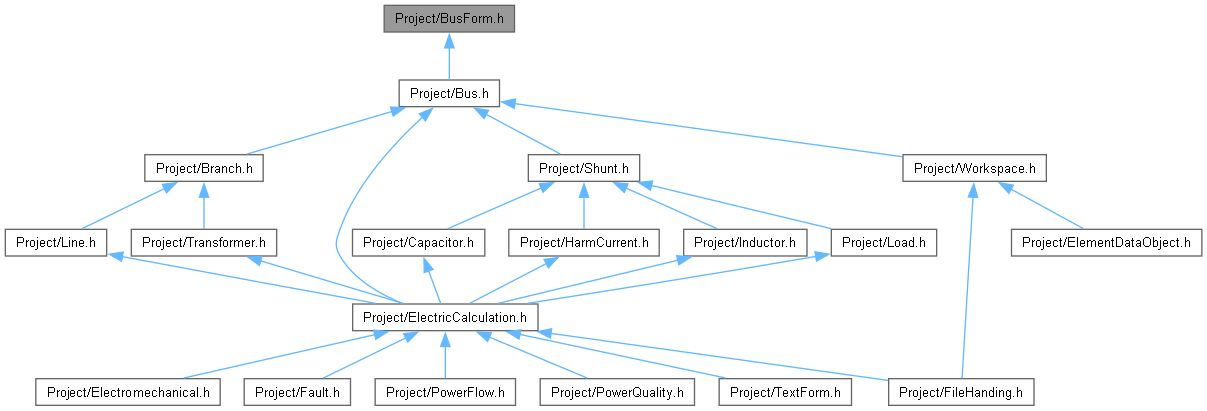 Project/BusForm.h
Project/Bus.h
Project/Branch.h
Project/Shunt.h
Project/Workspace.h
Project/Line.h
Project/Transformer.h
Project/Capacitor.h
Project/HarmCurrent.h
Project/Inductor.h
Project/Load.h
Project/ElementDataObject.h
Project/ElectricCalculation.h
Project/Electromechanical.h
Project/Fault.h
Project/PowerFlow.h
Project/PowerQuality.h
Project/TextForm.h
Project/FileHanding.h